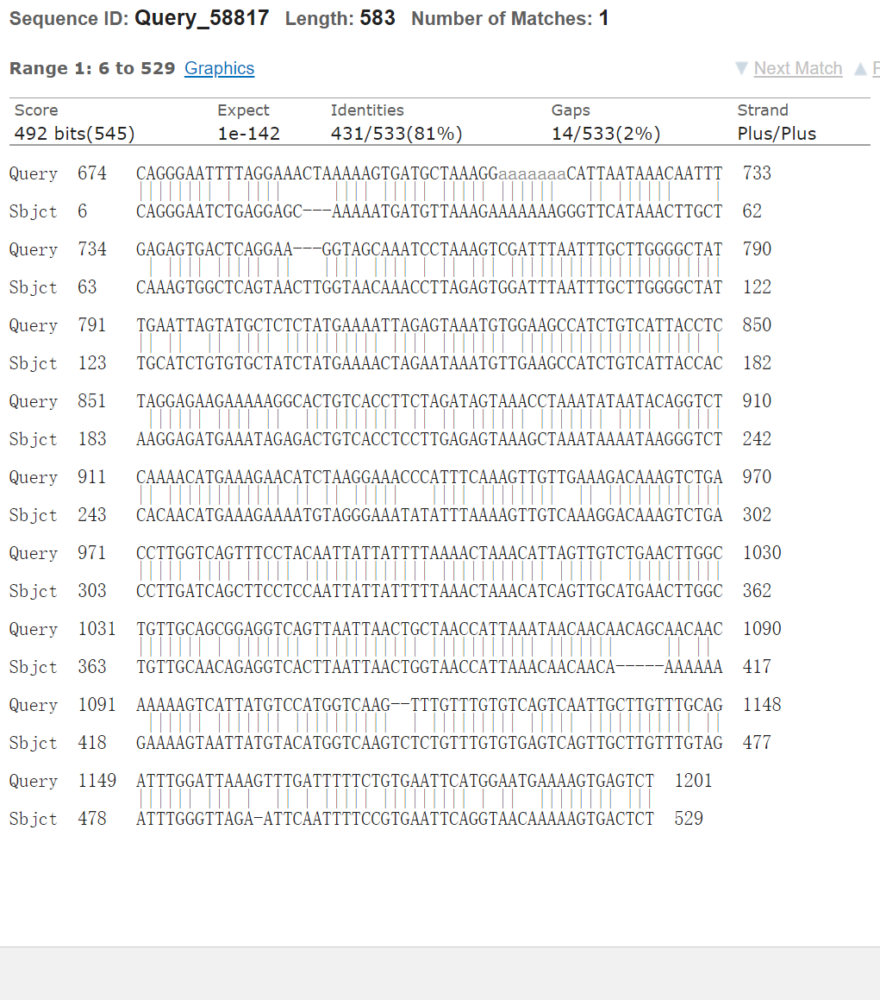 Sequence ID: Query_58817 Length: 583 Number of Matches: 1
Range 1: 6 to 529 Graphics ▼ Next Match ▲ F
Score Expect Identities Gaps Strand
492 bits(545) 1e-142 431/533(81%) 14/533(2%) Plus/Plus
Query 674 CAGGGAATTTTAGGAAACTAAAAAGTGATGCTAAAGGaaaaaaaCATTAATAAACAATTT 733
Sbjct 6 CAGGGAATCTGAGGAGC---AAAAATGATGTTAAAGAAAAAAAGGGTTCATAAACTTGCT 62
Query 734 GAGAGTGACTCAGGAA---GGTAGCAAATCCTAAAGTCGATTTAATTTGCTTGGGGCTAT 790
Sbjct 63 CAAAGTGGCTCAGTAACTTGGTAACAAACCTTAGAGTGGATTTAATTTGCTTGGGGCTAT 122
Query 791 TGAATTAGTATGCTCTCTATGAAAATTAGAGTAAATGTGGAAGCCATCTGTCATTACCTC 850
Sbjct 123 TGCATCTGTGTGCTATCTATGAAAACTAGAATAAATGTTGAAGCCATCTGTCATTACCAC 182
Query 851 TAGGAGAAGAAAAAGGCACTGTCACCTTCTAGATAGTAAACCTAAATATAATACAGGTCT 910
Sbjct 183 AAGGAGATGAAATAGAGACTGTCACCTCCTTGAGAGTAAAGCTAAATAAAATAAGGGTCT 242
Query 911 CAAAACATGAAAGAACATCTAAGGAAACCCATTTCAAAGTTGTTGAAAGACAAAGTCTGA 970
Sbjct 243 CACAACATGAAAGAAAATGTAGGGAAATATATTTAAAAGTTGTCAAAGGACAAAGTCTGA 302
Query 971 CCTTGGTCAGTTTCCTACAATTATTATTTTAAAACTAAACATTAGTTGTCTGAACTTGGC 1030
Sbjct 303 CCTTGATCAGCTTCCTCCAATTATTATTTTTAAACTAAACATCAGTTGCATGAACTTGGC 362
Query 1031 TGTTGCAGCGGAGGTCAGTTAATTAACTGCTAACCATTAAATAACAACAACAGCAACAAC 1090
Sbjct 363 TGTTGCAACAGAGGTCACTTAATTAACTGGTAACCATTAAACAACAACA-----AAAAAA 417
Query 1091 AAAAAGTCATTATGTCCATGGTCAAG--TTTGTTTGTGTCAGTCAATTGCTTGTTTGCAG 1148
Sbjct 418 GAAAAGTAATTATGTACATGGTCAAGTCTCTGTTTGTGTGAGTCAGTTGCTTGTTTGTAG 477
Query 1149 ATTTGGATTAAAGTTTGATTTTTCTGTGAATTCATGGAATGAAAAGTGAGTCT 1201
Sbjct 478 ATTTGGGTTAGA-ATTCAATTTTCCGTGAATTCAGGTAACAAAAAGTGACTCT 529